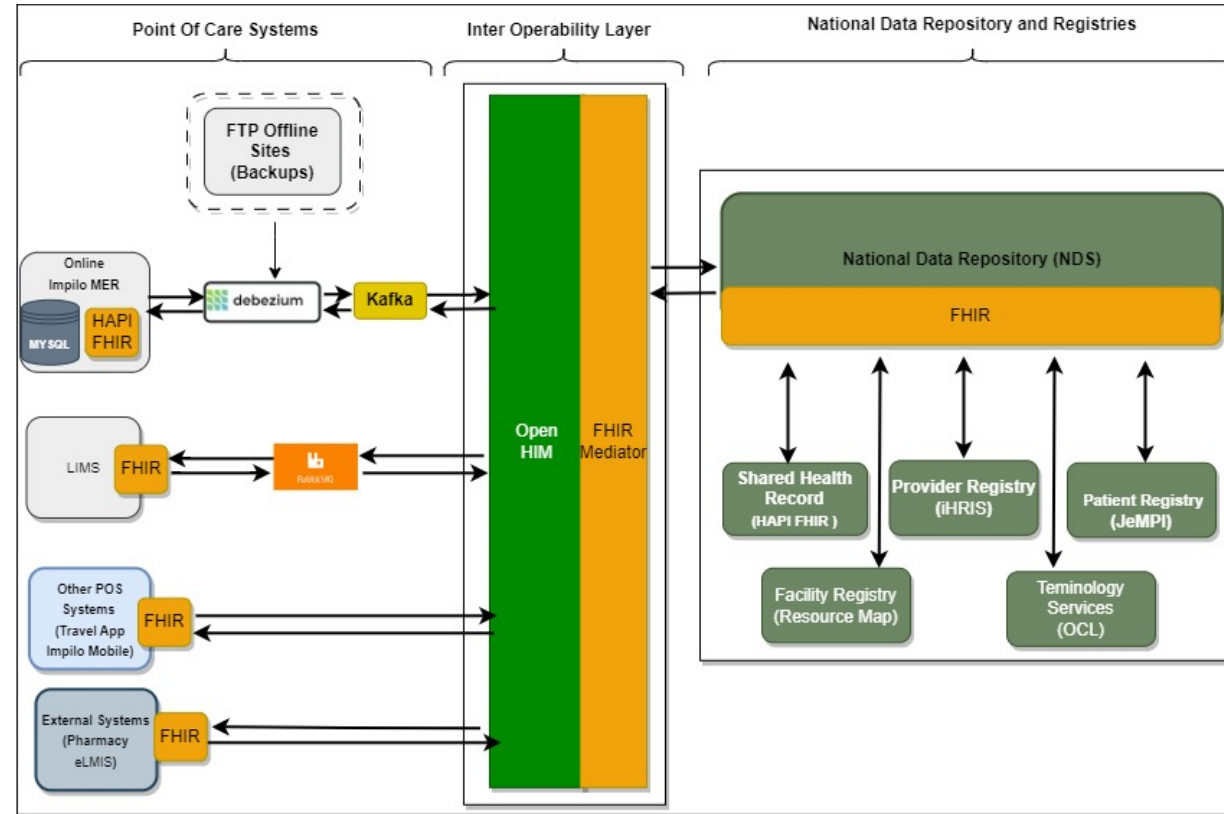 Point Of Care Systems
Inter Operability Layer
National Data Repository and Registries
FTP Offline
Sites
(Backups)
Online
Impilo MER
MYSQL
HAPI
FHIR
debezium
Kafka
LIMS
FHIR
RabbitMQ
Other POS
Systems
(Travel App
Impilo Mobile)
FHIR
External Systems
(Pharmacy
eLMIS)
FHIR
Open
HIM
FHIR
Mediator
National Data Repository (NDS)
FHIR
Shared Health
Record
(HAPI FHIR )
Provider Registry
(iHRIS)
Patient Registry
(JeMPI)
Facility Registry
(Resource Map)
Teminology
Services
(OCL)